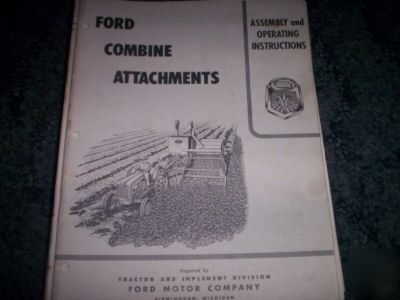 FORD
COMBINE
ATTACHMENTS
ASSEMBLY and
OPERATING
INSTRUCTIONS
Prepared by
TRACTOR AND IMPLEMENT DIVISION
FORD MOTOR COMPANY
BIRMINGHAM, MICHIGAN